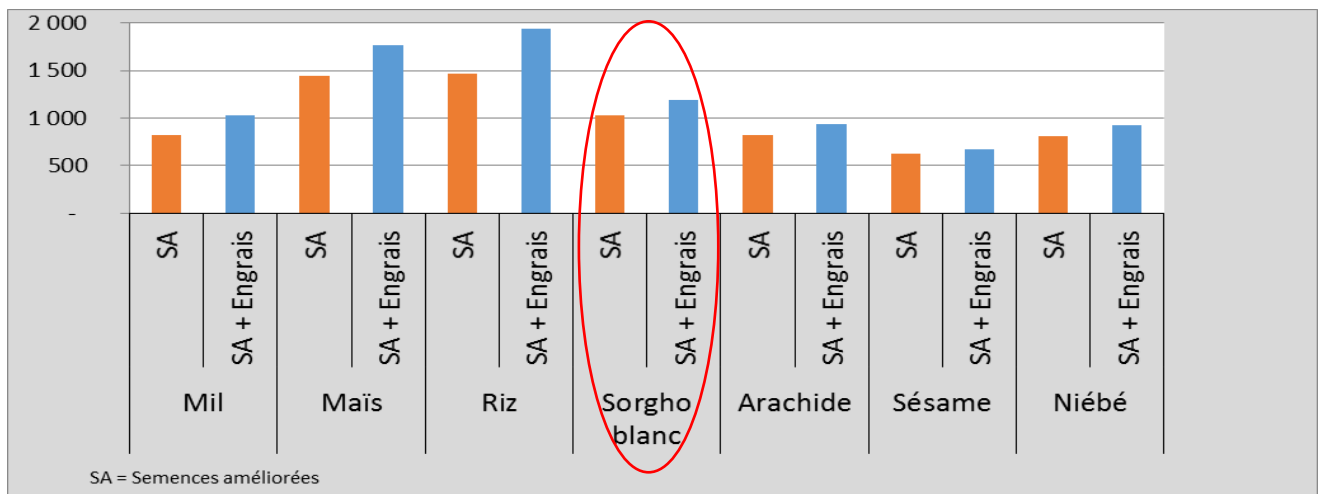 2 000
1 500
1 000
500
-
SA
SA + Engrais
SA
SA + Engrais
SA
SA + Engrais
SA
SA + Engrais
SA
SA + Engrais
SA
SA + Engrais
SA
SA + Engrais
Mil
Maïs
Riz
Sorgho
blanc
Arachide
Sésame
Niébé
SA = Semences améliorées